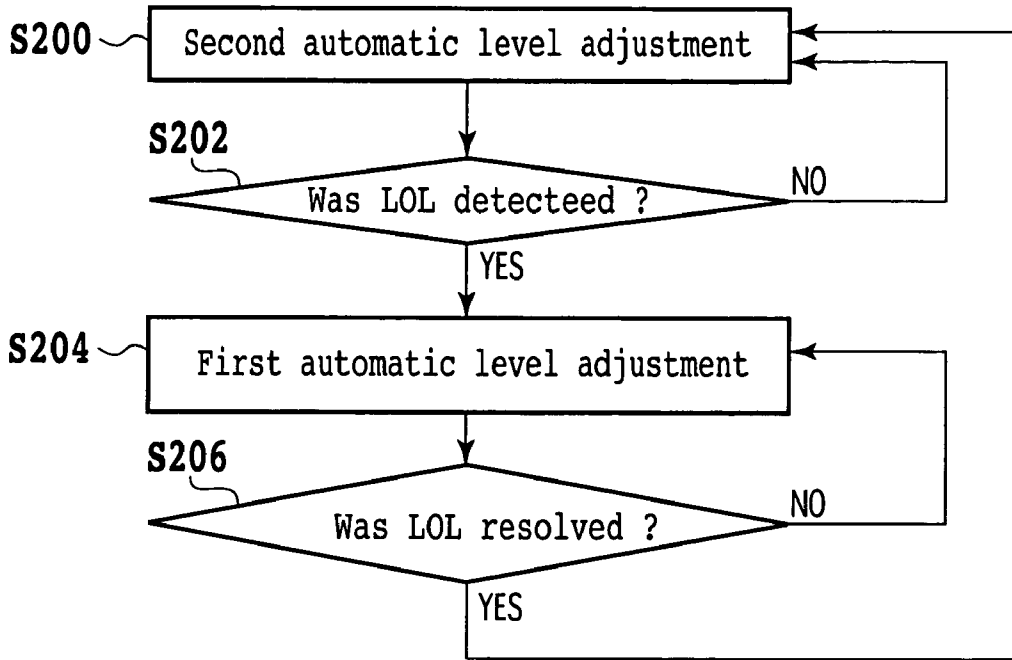 S200
Second automatic level adjustment
S202
Was LOL detecteed ?
NO
YES
S204
First automatic level adjustment
S206
Was LOL resolved ?
NO
YES